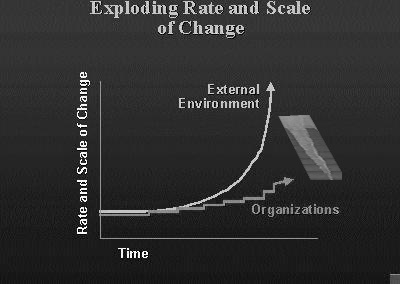 Exploding Rate and Scale
of Change
External
Environment
Rate and Scale of Change
Organizations
Time